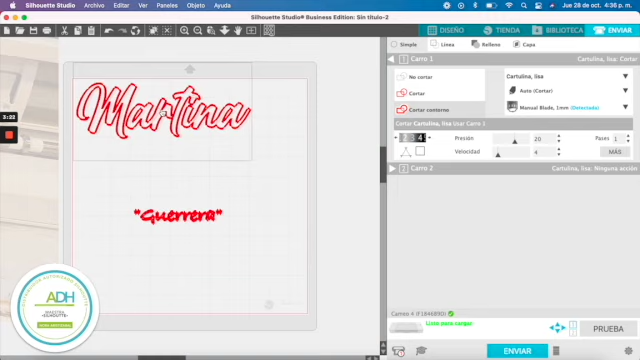 Silhouette Studio Archivo Editar Ver Paneles Objeto Ventana Ayuda Mar 28 de oct. 4:36 p. m.
Silhouette Studio® Business Edition: Sin título-2
DISEÑO TIENDA BIBLIOTECA ENVIAR
Simple Línea Relleno Capa
1 Carro 1 Cartulina, lisa: Cortar
No cortar
Cortar
Cortar contorno
Cartulina, lisa
Auto (Cortar)
Manual Blade, 1mm (Detectada)
Cortar Cartulina, lisa Usar Carro 1
Presión 20 Pases 1
Velocidad 4 MÁS
2 Carro 2 Cartulina, lisa: Ninguna acción
3:22
Martina
"Guerrera"
ADH
Cameo 4
Listo para cargar
PRUEBA
ENVIAR